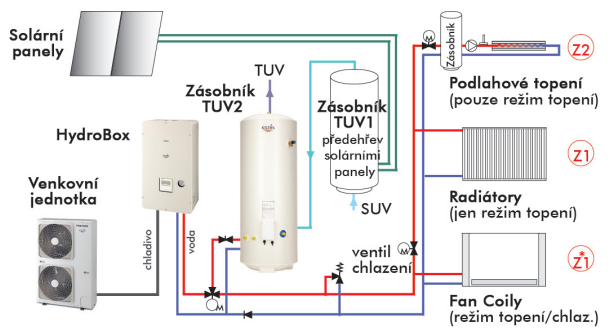 Solární
panely
TUV
Zásobník
TUV2
Zásobník
TUV1
předehřev
solárními
panely
SUV
HydroBox
Venkovní
jednotka
chladivo
voda
M
ventil
chlazení
M
M
Zásobník
Z2
Podlahové topení
(pouze režim topení)
Z1
Radiátory
(jen režim topení)
Z1*
Fan Coily
(režim topení/chlaz.)